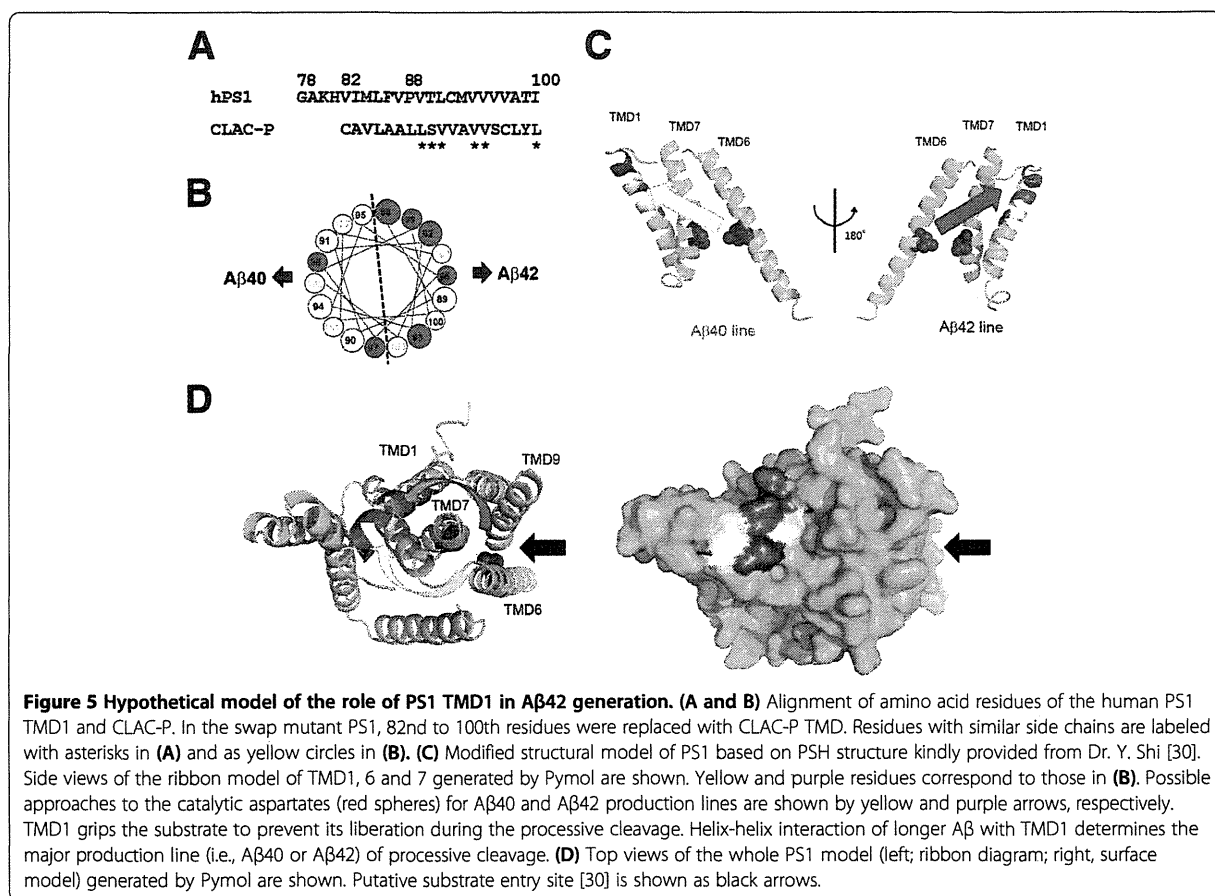 A
C
78 82 88 100
hPS1 GAKHVIMLFVPVTLCMVVVVATI
CLAC-P CAVLAALLSVVAVVSCLYL
*** ** *
TMD1
TMD7
TMD6
TMD7
TMD1
TMD6
180°
Aβ40 line
Aβ42 line
B
95
91
94
90
89
100
Aβ40
Aβ42
D
TMD1
TMD9
TMD7
TMD6
Figure 5 Hypothetical model of the role of PS1 TMD1 in Aβ42 generation. (A and B) Alignment of amino acid residues of the human PS1
TMD1 and CLAC-P. In the swap mutant PS1, 82nd to 100th residues were replaced with CLAC-P TMD. Residues with similar side chains are labeled
with asterisks in (A) and as yellow circles in (B). (C) Modified structural model of PS1 based on PSH structure kindly provided from Dr. Y. Shi [30].
Side views of the ribbon model of TMD1, 6 and 7 generated by Pymol are shown. Yellow and purple residues correspond to those in (B). Possible
approaches to the catalytic aspartates (red spheres) for Aβ40 and Aβ42 production lines are shown by yellow and purple arrows, respectively.
TMD1 grips the substrate to prevent its liberation during the processive cleavage. Helix-helix interaction of longer Aβ with TMD1 determines the
major production line (i.e., Aβ40 or Aβ42) of processive cleavage. (D) Top views of the whole PS1 model (left; ribbon diagram; right, surface
model) generated by Pymol are shown. Putative substrate entry site [30] is shown as black arrows.